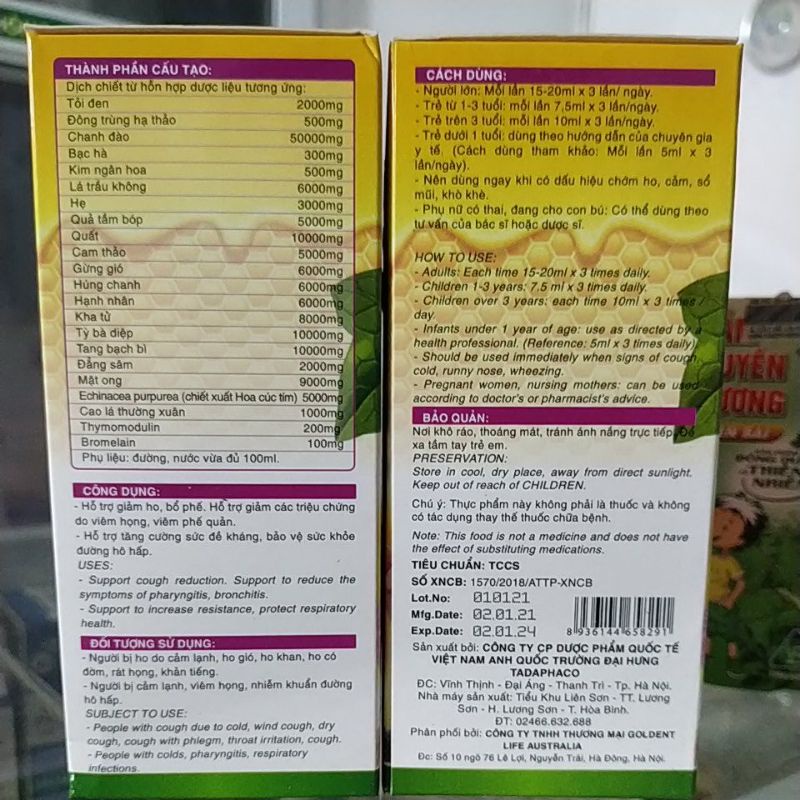 THÀNH PHẦN CẤU TẠO:
Dịch chiết từ hỗn hợp dược liệu tương ứng:
Tỏi đen 2000mg
Đông trùng hạ thảo 500mg
Chanh đào 50000mg
Bạc hà 300mg
Kim ngân hoa 500mg
Lá trầu không 6000mg
Hẹ 3000mg
Quả tầm bóp 5000mg
Quất 10000mg
Cam thảo 5000mg
Gừng gió 6000mg
Húng chanh 6000mg
Hạnh nhân 6000mg
Kha tử 8000mg
Tỳ bà diệp 10000mg
Tang bạch bì 10000mg
Đẳng sâm 2000mg
Mật ong 9000mg
Echinacea purpurea (chiết xuất Hoa cúc tím) 5000mg
Cao lá thường xuân 1000mg
Thymomodulin 200mg
Bromelain 100mg
Phụ liệu: đường, nước vừa đủ 100ml.
CÔNG DỤNG:
- Hỗ trợ giảm ho, bổ phế. Hỗ trợ giảm các triệu chứng
do viêm họng, viêm phế quản.
- Hỗ trợ tăng cường sức đề kháng, bảo vệ sức khỏe
đường hô hấp.
USES:
- Support cough reduction. Support to reduce the
symptoms of pharyngitis, bronchitis.
- Support to increase resistance, protect respiratory
health.
ĐỐI TƯỢNG SỬ DỤNG:
- Người bị ho do cảm lạnh, ho gió, ho khan, ho có
đờm, rát họng, khản tiếng.
- Người bị cảm lạnh, viêm họng, nhiễm khuẩn đường
hô hấp.
SUBJECT TO USE:
- People with cough due to cold, wind cough, dry
cough, cough with phlegm, throat irritation, cough.
- People with colds, pharyngitis, respiratory
infections.
CÁCH DÙNG:
- Người lớn: Mỗi lần 15-20ml x 3 lần/ ngày.
- Trẻ từ 1-3 tuổi: mỗi lần 7,5ml x 3 lần/ngày.
- Trẻ trên 3 tuổi: mỗi lần 10ml x 3 lần/ngày.
- Trẻ dưới 1 tuổi: dùng theo hướng dẫn của chuyên gia
y tế. (Cách dùng tham khảo: Mỗi lần 5ml x 3
lần/ngày).
- Nên dùng ngay khi có dấu hiệu chớm ho, cảm, sổ
mũi, khò khè.
- Phụ nữ có thai, đang cho con bú: Có thể dùng theo
tư vấn của bác sĩ hoặc dược sĩ.
HOW TO USE:
- Adults: Each time 15-20ml x 3 times daily.
- Children 1-3 years: 7,5 ml x 3 times daily.
- Children over 3 years: each time 10ml x 3 times /
day.
- Infants under 1 year of age: use as directed by a
health professional. (Reference: 5ml x 3 times daily)
- Should be used immediately when signs of cough,
cold, runny nose, wheezing.
- Pregnant women, nursing mothers: can be used
according to doctor's or pharmacist's advice.
BẢO QUẢN:
Nơi khô ráo, thoáng mát, tránh ánh nắng trực tiếp. Để
xa tầm tay trẻ em.
PRESERVATION:
Store in cool, dry place, away from direct sunlight.
Keep out of reach of CHILDREN.
Chú ý: Thực phẩm này không phải là thuốc và không
có tác dụng thay thế thuốc chữa bệnh.
Note: This food is not a medicine and does not have
the effect of substituting medications.
TIÊU CHUẨN: TCCS
SỐ XNCB: 1570/2018/ATTP-XNCB
Lot.No: 010121
Mfg.Date: 02.01.21
Exp.Date: 02.01.24
8 936144 658291
Sản xuất bởi: CÔNG TY CP DƯỢC PHẨM QUỐC TẾ
VIỆT NAM ANH QUỐC TRƯỜNG ĐẠI HƯNG
TADAPHACO
ĐC: Vĩnh Thịnh - Đại Áng - Thanh Trì - Tp. Hà Nội.
Nhà máy sản xuất: Tiểu Khu Liên Sơn - TT. Lương
Sơn - H. Lương Sơn - T. Hòa Bình.
ĐT: 02466.632.688
Phân phối bởi: CÔNG TY TNHH THƯƠNG MẠI GOLDENT
LIFE AUSTRALIA
Đc: Số 10 ngõ 76 Lê Lợi, Nguyễn Trãi, Hà Đông, Hà Nội.